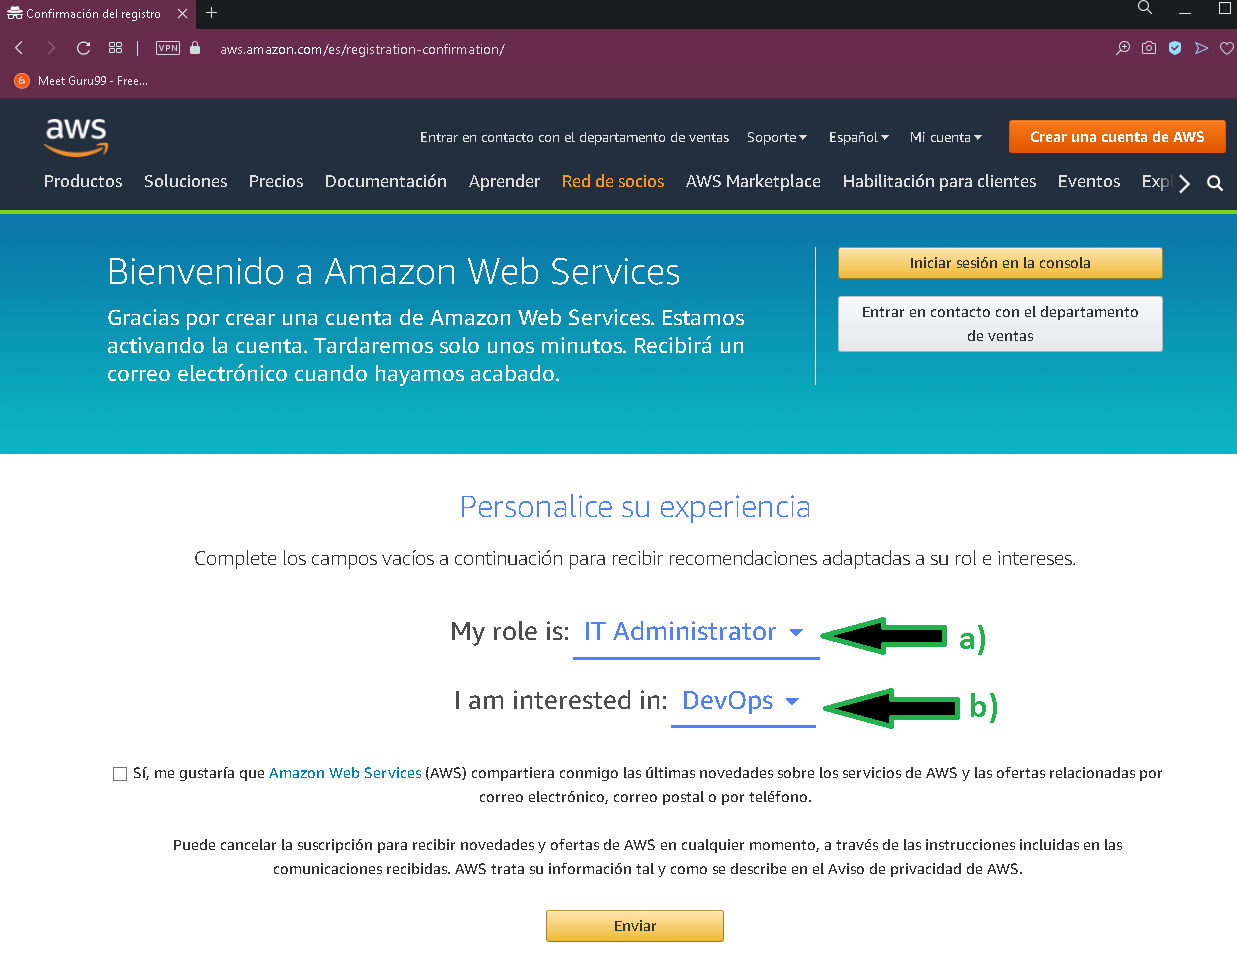 Confirmación del registro
VPN
aws.amazon.com/es/registration-confirmation/
Meet Guru99 - Free...
aws
Entrar en contacto con el departamento de ventas Soporte Español Mi cuenta Crear una cuenta de AWS
Productos Soluciones Precios Documentación Aprender Red de socios AWS Marketplace Habilitación para clientes Eventos Expl
Bienvenido a Amazon Web Services
Gracias por crear una cuenta de Amazon Web Services. Estamos
activando la cuenta. Tardaremos solo unos minutos. Recibirá un
correo electrónico cuando hayamos acabado.
Iniciar sesión en la consola
Entrar en contacto con el departamento
de ventas
Personalice su experiencia
Complete los campos vacíos a continuación para recibir recomendaciones adaptadas a su rol e intereses.
My role is: IT Administrator a)
I am interested in: DevOps b)
Sí, me gustaría que Amazon Web Services (AWS) compartiera conmigo las últimas novedades sobre los servicios de AWS y las ofertas relacionadas por
correo electrónico, correo postal o por teléfono.
Puede cancelar la suscripción para recibir novedades y ofertas de AWS en cualquier momento, a través de las instrucciones incluidas en las
comunicaciones recibidas. AWS trata su información tal y como se describe en el Aviso de privacidad de AWS.
Enviar